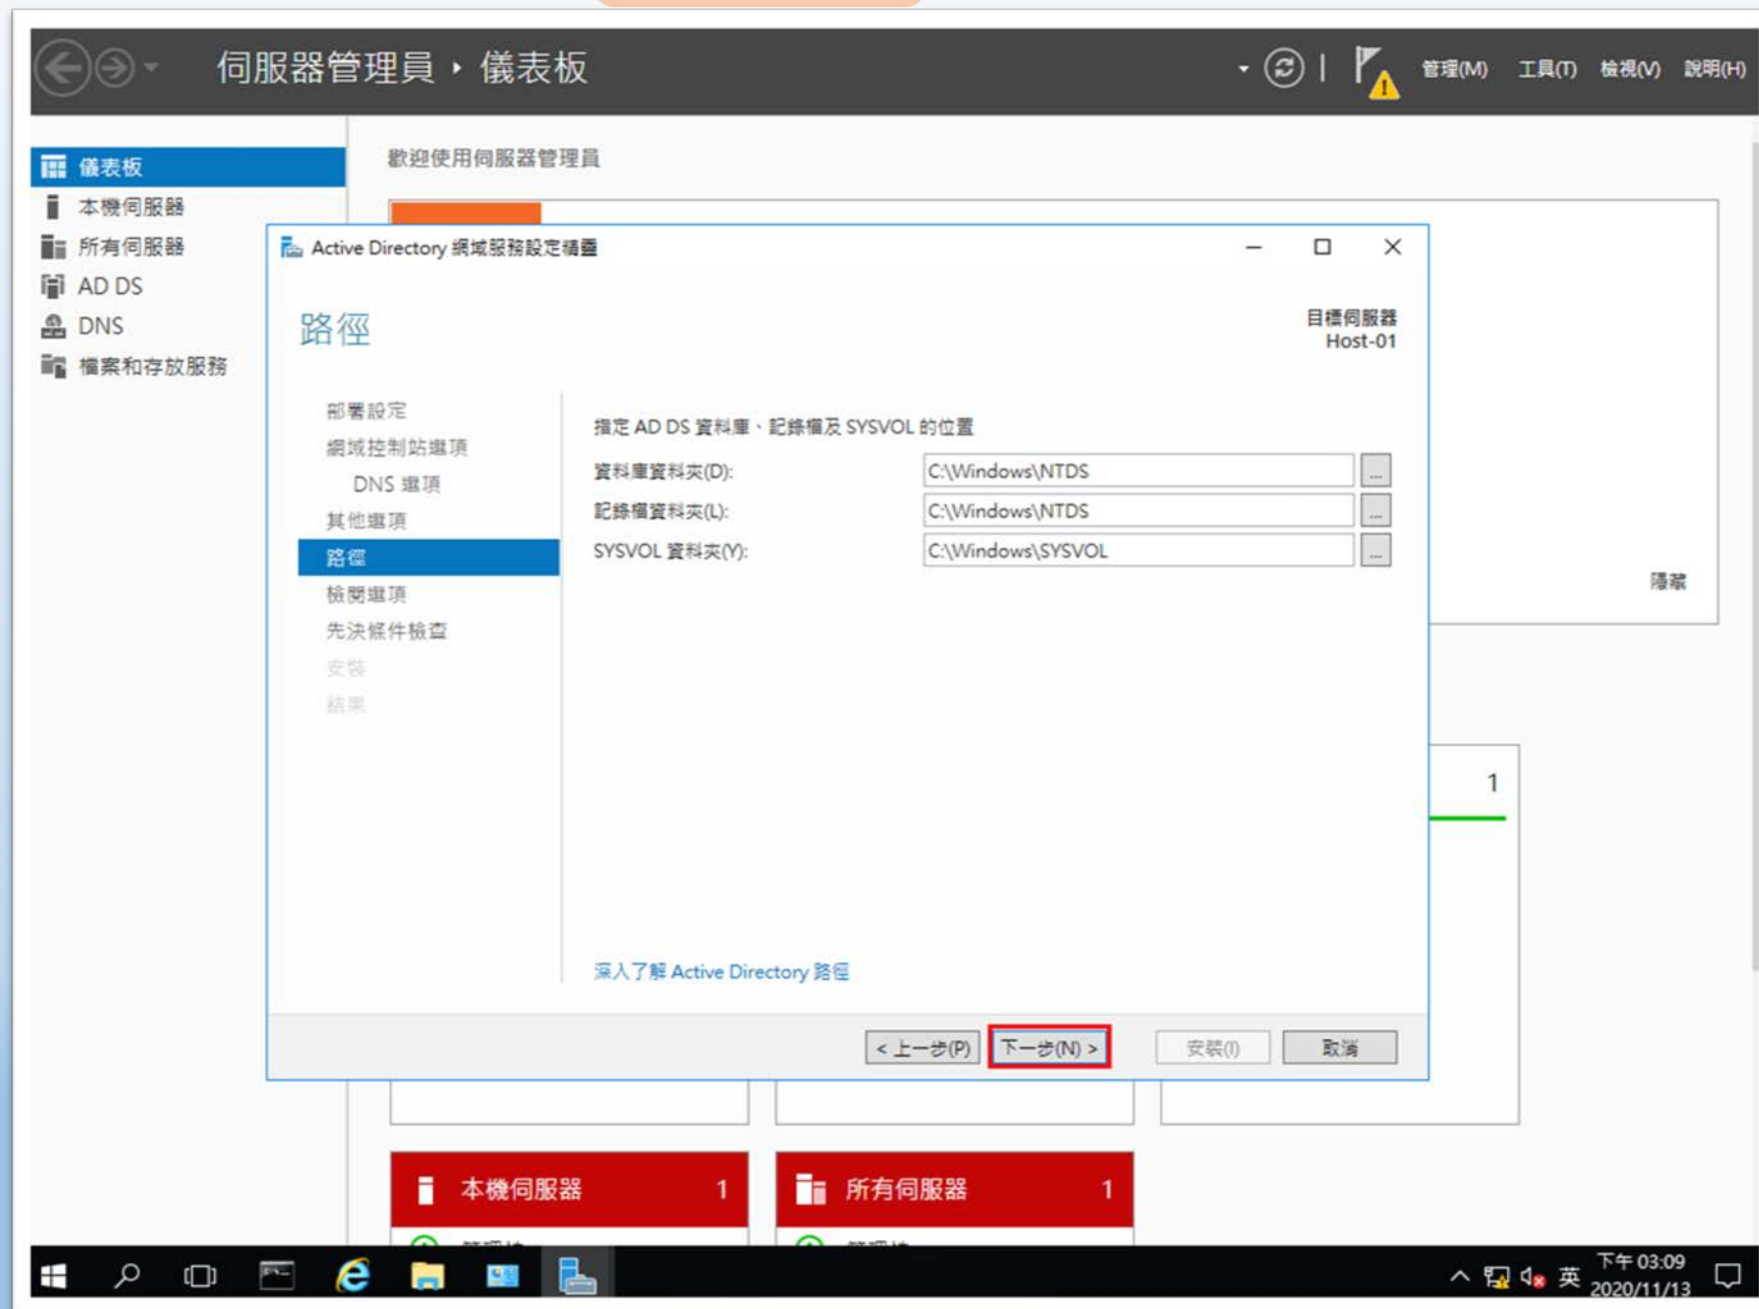 伺服器管理員 ‣ 儀表板
管理(M) 工具(T) 檢視(V) 說明(H)
儀表板
本機伺服器
所有伺服器
AD DS
DNS
檔案和存放服務
歡迎使用伺服器管理員
Active Directory 網域服務設定精靈
路徑
目標伺服器
Host-01
部署設定
網域控制站選項
DNS 選項
其他選項
路徑
檢閱選項
先決條件檢查
安裝
結果
指定 AD DS 資料庫、記錄檔及 SYSVOL 的位置
資料庫資料夾(D): C:\Windows\NTDS ...
記錄檔資料夾(L): C:\Windows\NTDS ...
SYSVOL 資料夾(Y): C:\Windows\SYSVOL ...
深入了解 Active Directory 路徑
< 上一步(P) 下一步(N) > 安裝(I) 取消
隱藏
1
本機伺服器 1
所有伺服器 1
英
下午 03:09
2020/11/13